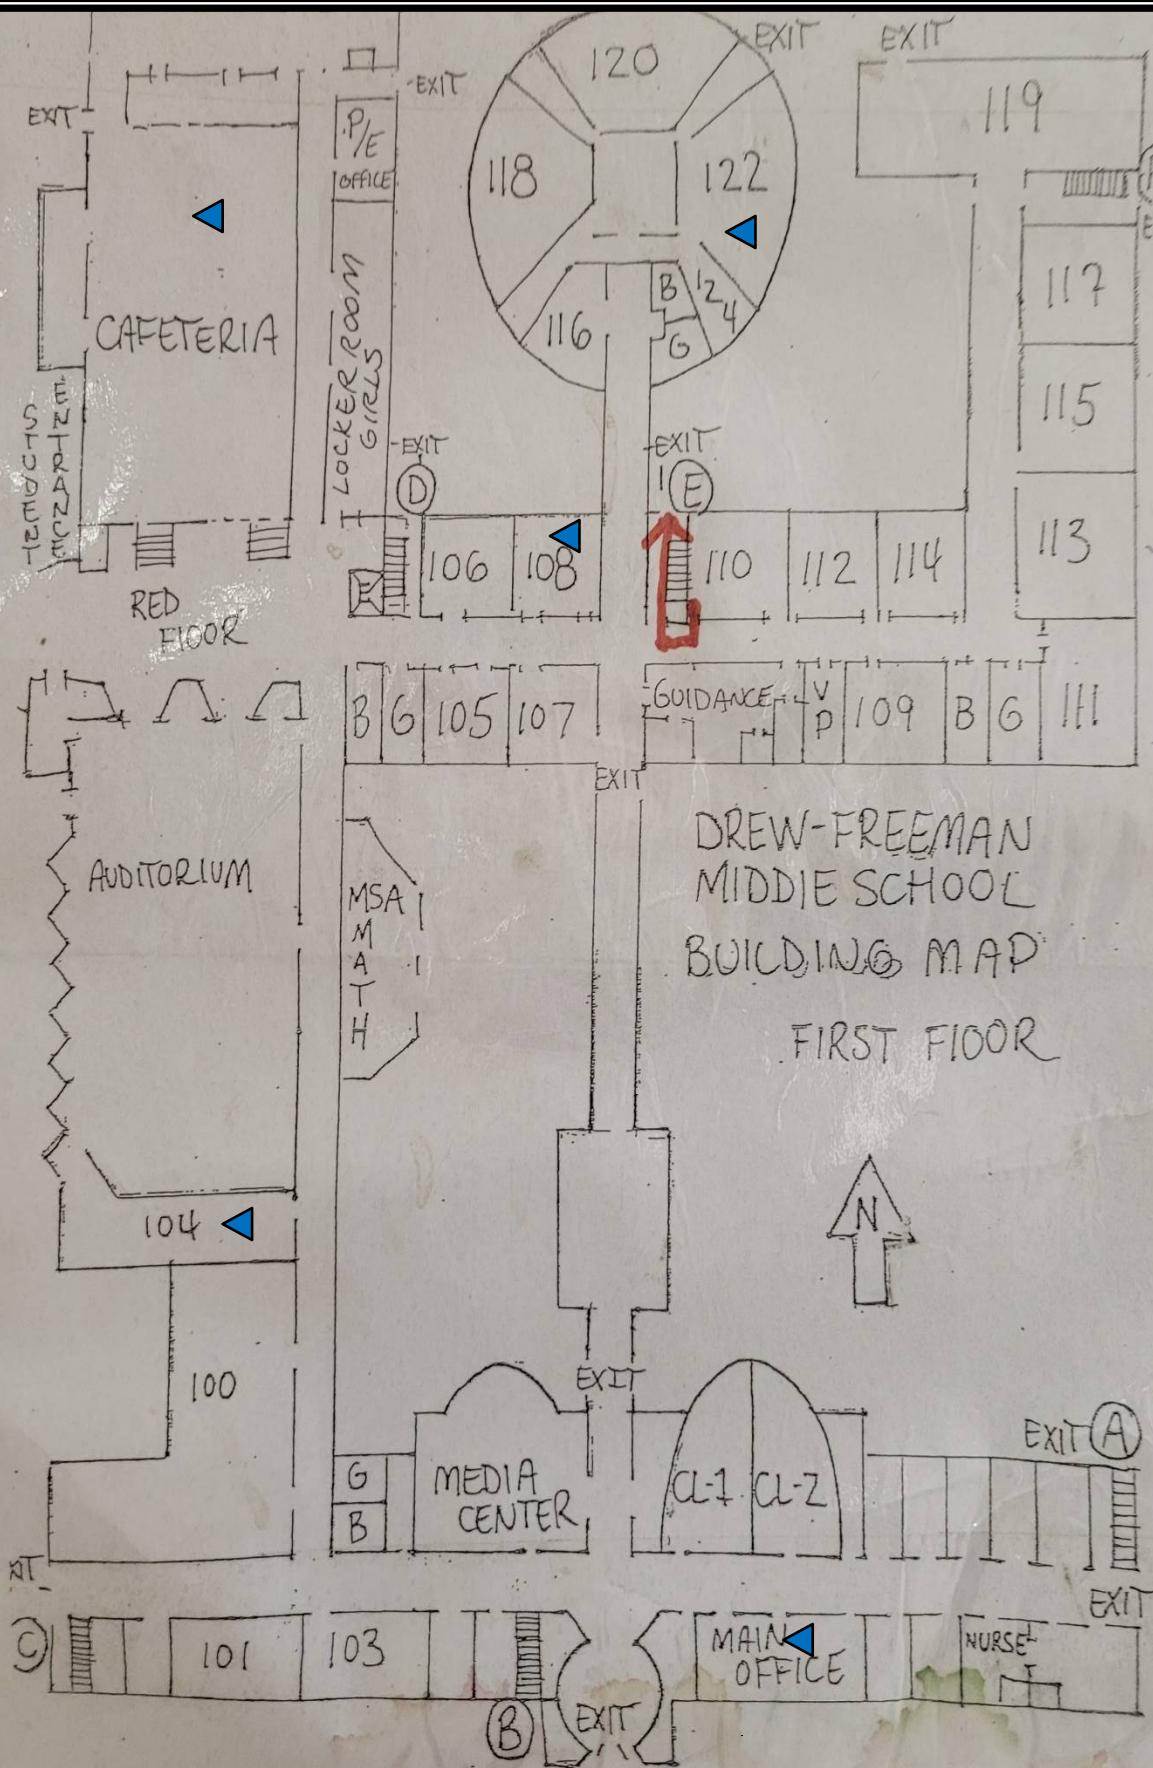 EXIT
EXIT
120
EXIT
P/E
OFFICE
EXIT
119
118
122
117
CAFETERIA
LOCKER ROOM
GIRLS
116
B
G
124
115
STUDENT
ENTRANCE
EXIT
D
EXIT
E
113
106
108
110
112
114
E
RED
FLOOR
B
G
105
107
GUIDANCE
VP
109
B
G
111
EXIT
DREW-FREEMAN
MIDDLE SCHOOL
BUILDING MAP
FIRST FLOOR
AUDITORIUM
MSA
MATH
104
N
100
EXIT
EXIT A
G
B
MEDIA
CENTER
CL-1
CL-2
EXIT
C
101
103
MAIN
OFFICE
NURSE
B
EXIT